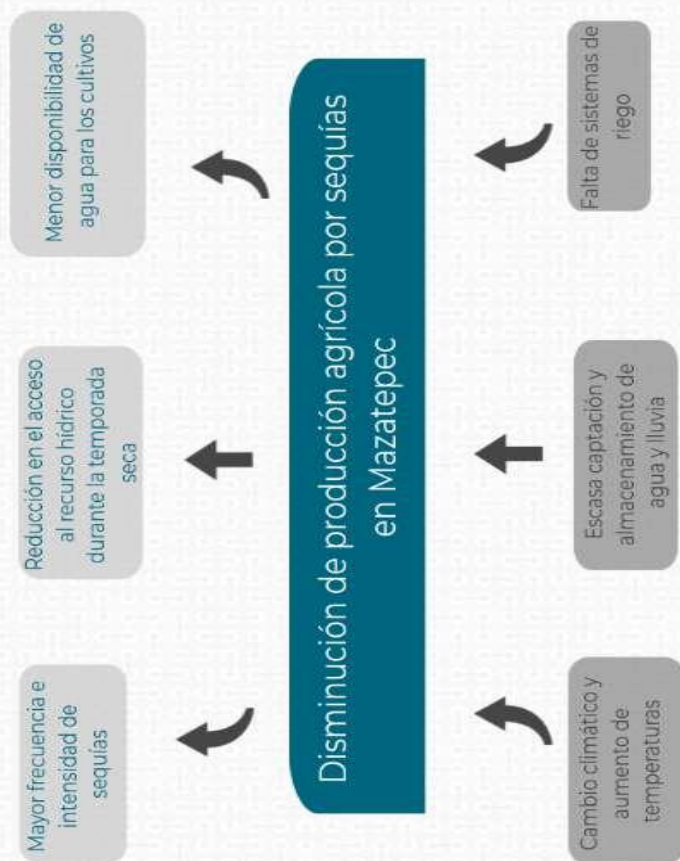 Mayor frecuencia e
intensidad de
sequías
Reducción en el acceso
al recurso hídrico
durante la temporada
seca
Menor disponibilidad de
agua para los cultivos
Disminución de producción agrícola por sequías
en Mazatepec
Cambio climático y
aumento de
temperaturas
Escasa captación y
almacenamiento de
agua y lluvia
Falta de sistemas de
riego